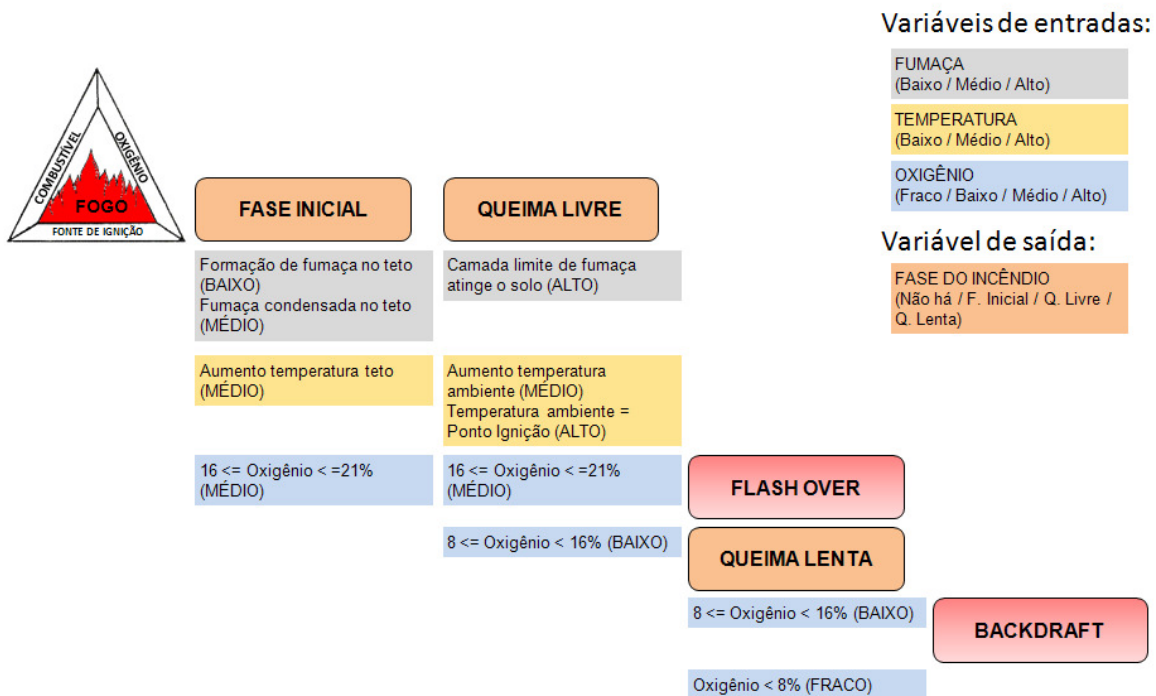 Variáveis de entradas:
FUMAÇA
(Baixo / Médio / Alto)
TEMPERATURA
(Baixo / Médio / Alto)
OXIGÊNIO
(Fraco / Baixo / Médio / Alto)
Variável de saída:
FASE DO INCÊNDIO
(Não há / F. Inicial / Q. Livre /
Q. Lenta)
COMBUSTÍVEL
OXIGÊNIO
FOGO
FONTE DE IGNIÇÃO
FASE INICIAL
Formação de fumaça no teto
(BAIXO)
Fumaça condensada no teto
(MÉDIO)
Aumento temperatura teto
(MÉDIO)
16 <= Oxigênio < =21%
(MÉDIO)
QUEIMA LIVRE
Camada limite de fumaça
atinge o solo (ALTO)
Aumento temperatura
ambiente (MÉDIO)
Temperatura ambiente =
Ponto Ignição (ALTO)
16 <= Oxigênio < =21%
(MÉDIO)
8 <= Oxigênio < 16% (BAIXO)
FLASH OVER
QUEIMA LENTA
8 <= Oxigênio < 16% (BAIXO)
Oxigênio < 8% (FRACO)
BACKDRAFT